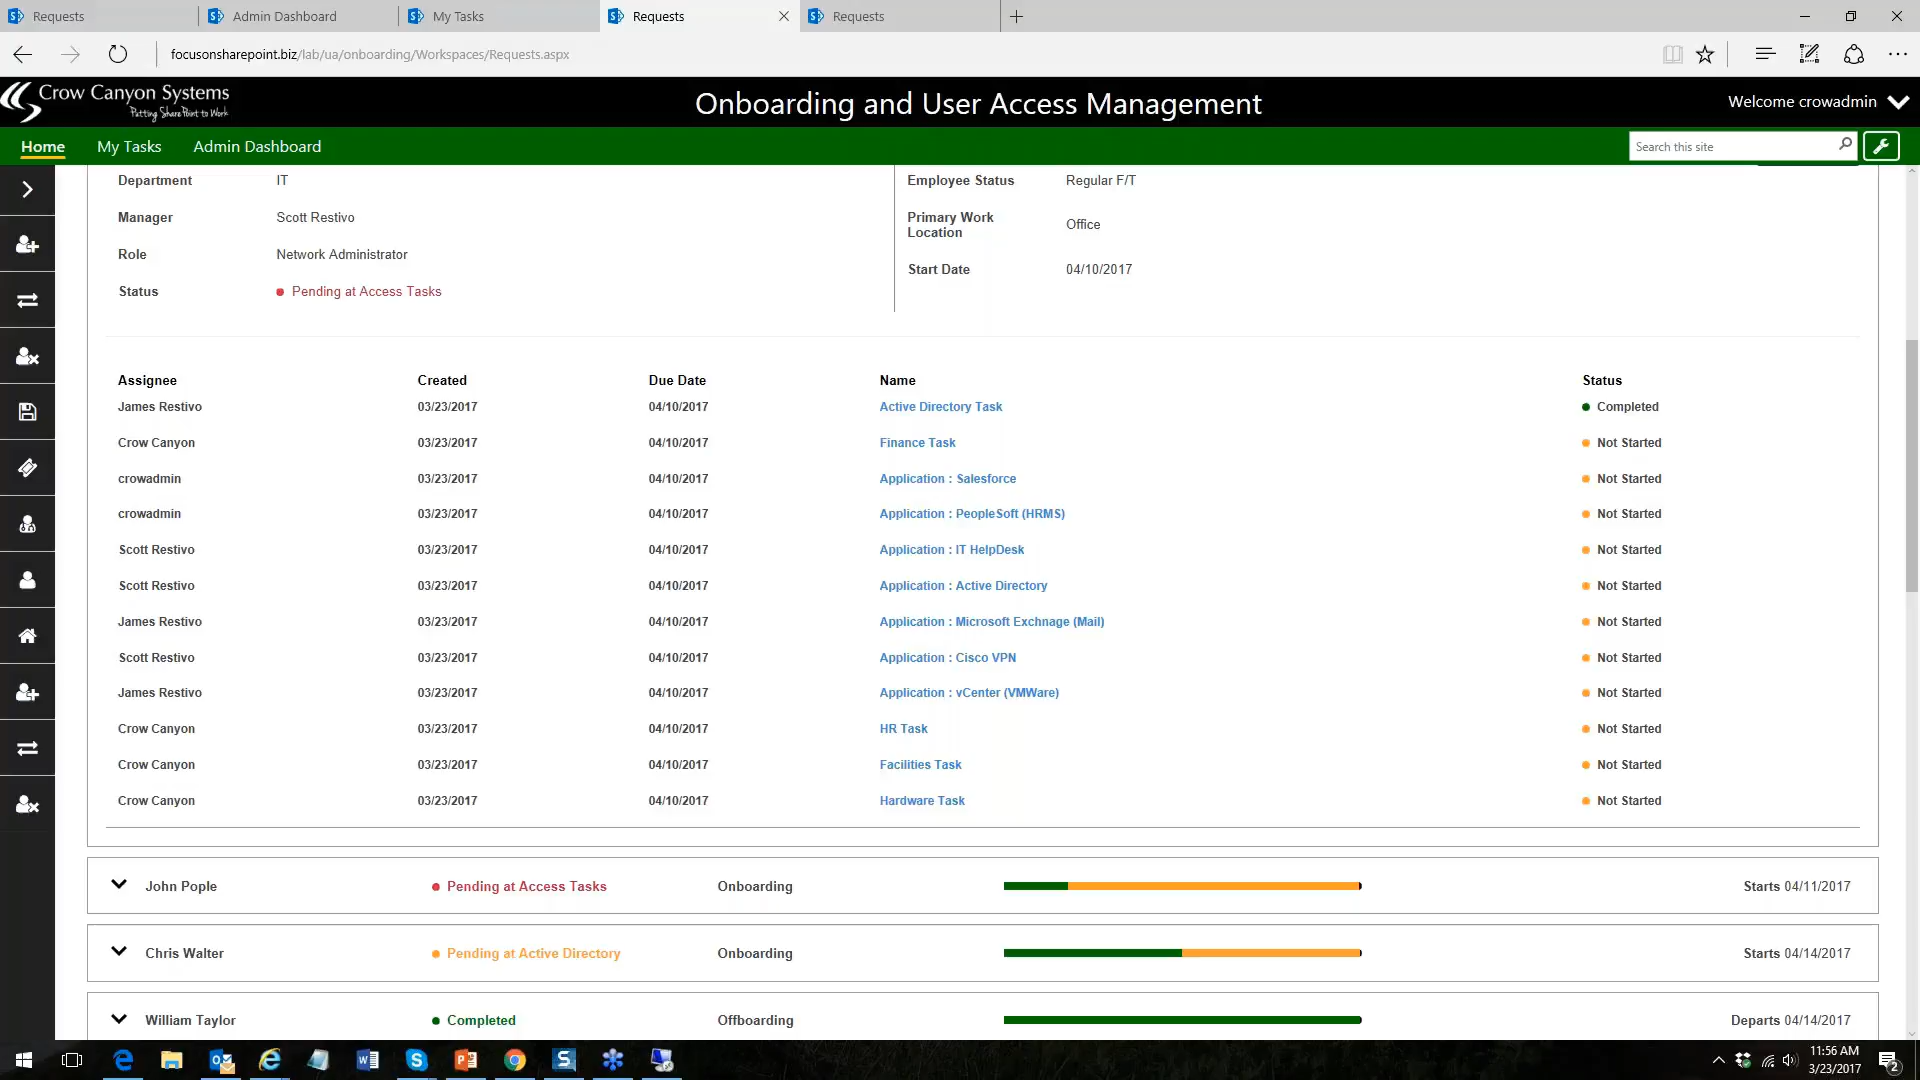 Requests
Admin Dashboard
My Tasks
Requests
Requests
focusonsharepoint.biz/lab/ua/onboarding/Workspaces/Requests.aspx
Crow Canyon Systems
Putting SharePoint to Work
Onboarding and User Access Management
Welcome crowadmin
Home My Tasks Admin Dashboard
Search this site
Department IT
Employee Status Regular F/T
Manager Scott Restivo
Primary Work
Location
Office
Role Network Administrator
Start Date 04/10/2017
Status Pending at Access Tasks
Assignee Created Due Date Name Status
James Restivo 03/23/2017 04/10/2017 Active Directory Task Completed
Crow Canyon 03/23/2017 04/10/2017 Finance Task Not Started
crowadmin 03/23/2017 04/10/2017 Application : Salesforce Not Started
crowadmin 03/23/2017 04/10/2017 Application : PeopleSoft (HRMS) Not Started
Scott Restivo 03/23/2017 04/10/2017 Application : IT HelpDesk Not Started
Scott Restivo 03/23/2017 04/10/2017 Application : Active Directory Not Started
James Restivo 03/23/2017 04/10/2017 Application : Microsoft Exchnage (Mail) Not Started
Scott Restivo 03/23/2017 04/10/2017 Application : Cisco VPN Not Started
James Restivo 03/23/2017 04/10/2017 Application : vCenter (VMWare) Not Started
Crow Canyon 03/23/2017 04/10/2017 HR Task Not Started
Crow Canyon 03/23/2017 04/10/2017 Facilities Task Not Started
Crow Canyon 03/23/2017 04/10/2017 Hardware Task Not Started
John Pople Pending at Access Tasks Onboarding Starts 04/11/2017
Chris Walter Pending at Active Directory Onboarding Starts 04/14/2017
William Taylor Completed Offboarding Departs 04/14/2017
11:56 AM
3/23/2017
2